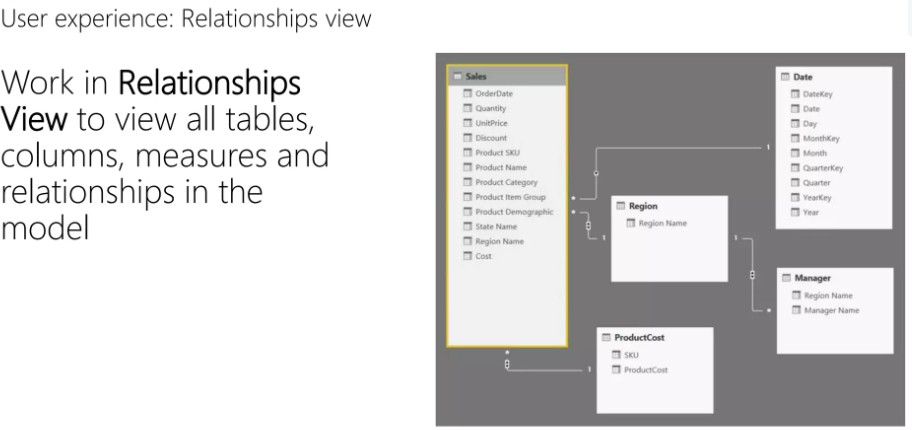 User experience: Relationships view
Work in Relationships
View to view all tables,
columns, measures and
relationships in the
model
Sales
OrderDate
Quantity
UnitPrice
Discount
Product SKU
Product Name
Product Category
Product Item Group
Product Demographic
State Name
Region Name
Cost
*
*
*
1
Region
Region Name
1
1
Date
DateKey
Date
Day
MonthKey
Month
QuarterKey
Quarter
YearKey
Year
Manager
Region Name
Manager Name
*
ProductCost
SKU
ProductCost
1